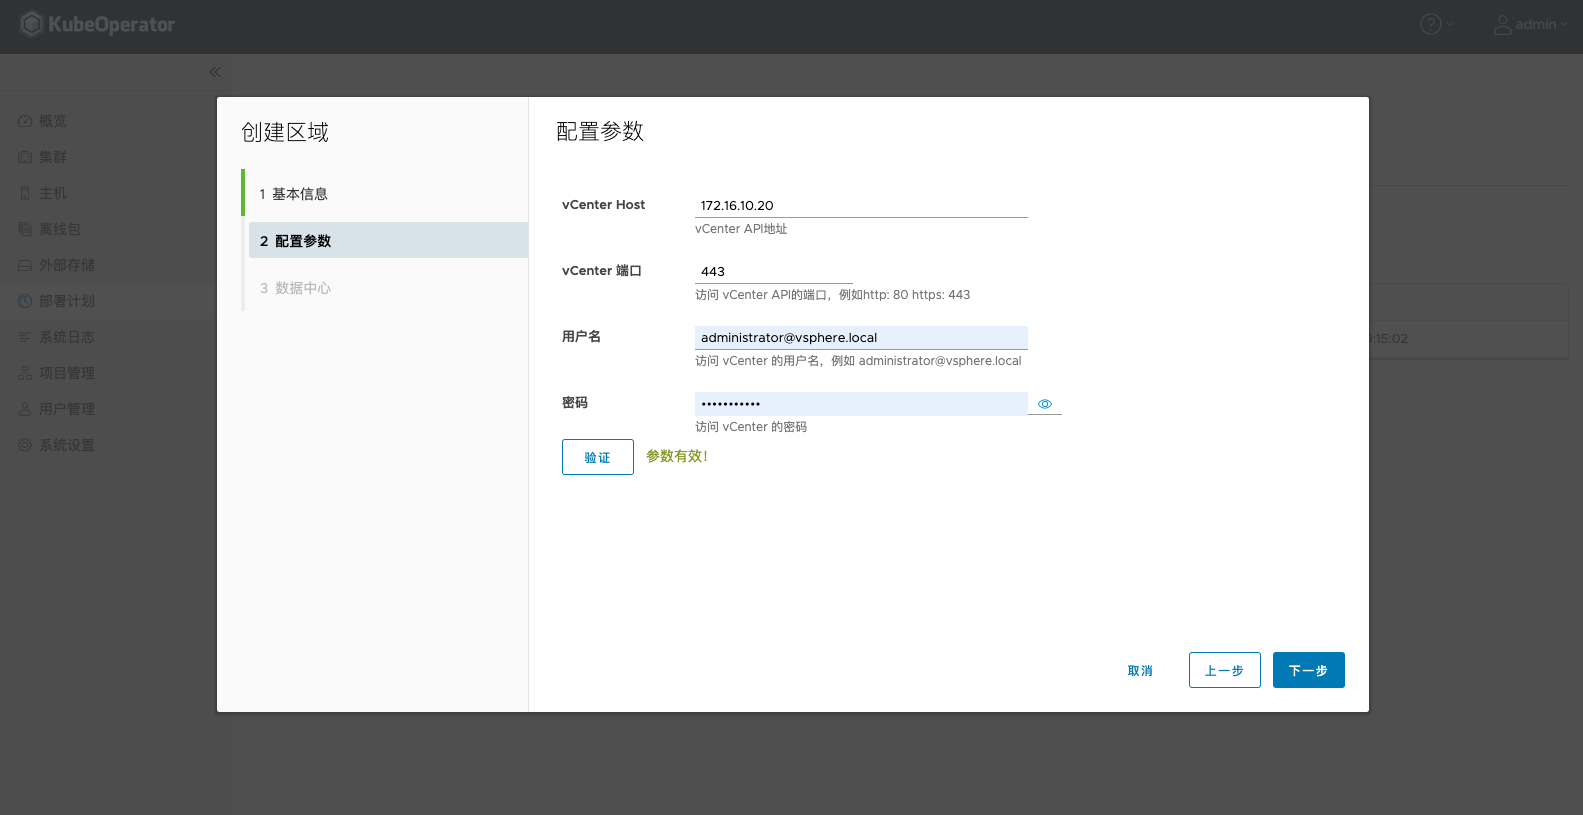 KubeOperator
admin
概览
集群
主机
离线包
外部存储
部署计划
系统日志
项目管理
用户管理
系统设置
创建区域
1 基本信息
2 配置参数
3 数据中心
配置参数
vCenter Host
172.16.10.20
vCenter API地址
vCenter 端口
443
访问 vCenter API的端口，例如http: 80 https: 443
用户名
administrator@vsphere.local
访问 vCenter 的用户名，例如 administrator@vsphere.local
密码
•••••••••••
访问 vCenter 的密码
验证
参数有效！
取消
上一步
下一步
:15:02